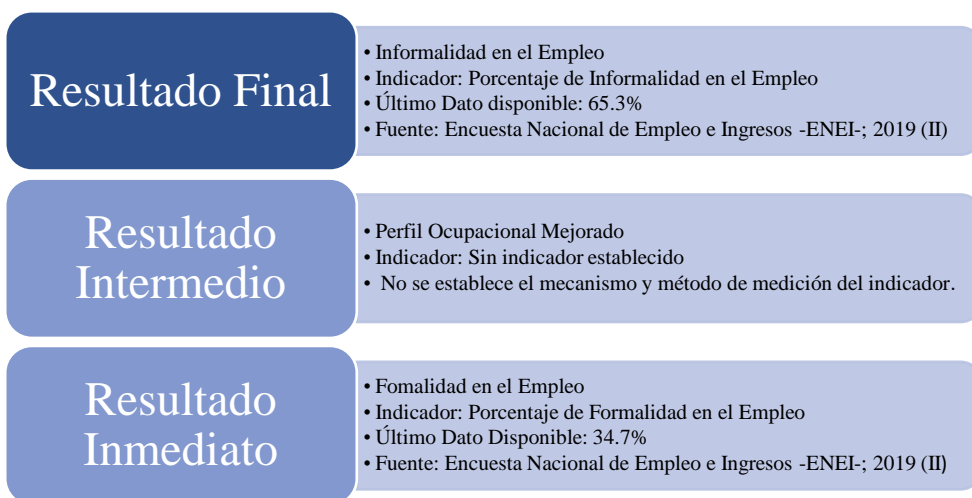 Resultado Final
• Informalidad en el Empleo
• Indicador: Porcentaje de Informalidad en el Empleo
• Último Dato disponible: 65.3%
• Fuente: Encuesta Nacional de Empleo e Ingresos -ENEI-; 2019 (II)
Resultado
Intermedio
• Perfil Ocupacional Mejorado
• Indicador: Sin indicador establecido
• No se establece el mecanismo y método de medición del indicador.
Resultado
Inmediato
• Fomalidad en el Empleo
• Indicador: Porcentaje de Formalidad en el Empleo
• Último Dato Disponible: 34.7%
• Fuente: Encuesta Nacional de Empleo e Ingresos -ENEI-; 2019 (II)